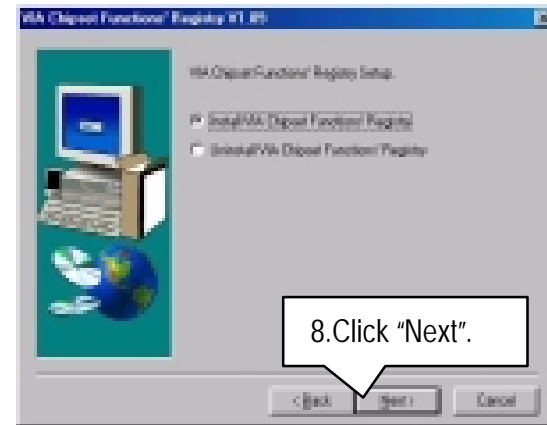 VIA Chipset Functions' Registry V1.09
VIA Chipset Functions' Registry Setup.
Install VIA Chipset Functions' Registry
Uninstall VIA Chipset Functions' Registry
8.Click “Next”.
< Back
Next >
Cancel